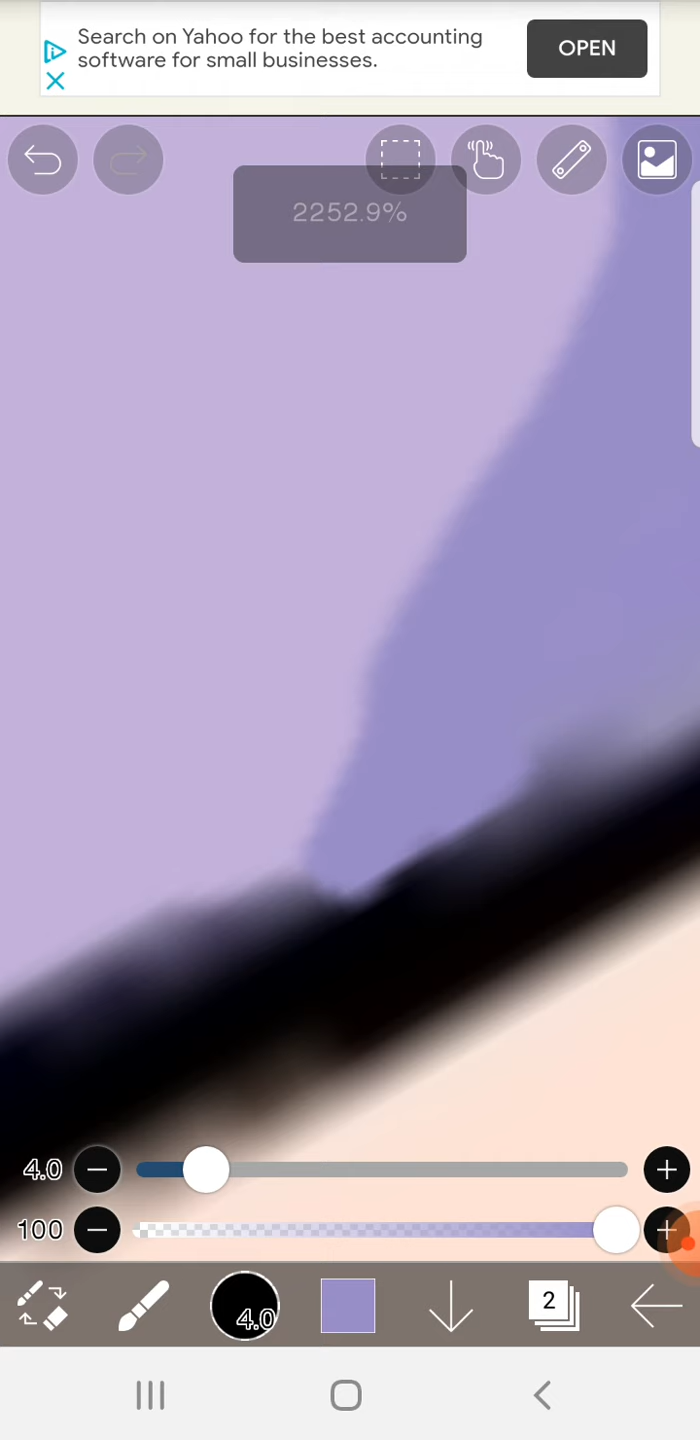 Search on Yahoo for the best accounting
software for small businesses.
OPEN
2252.9%
4.0
100
4.0
2